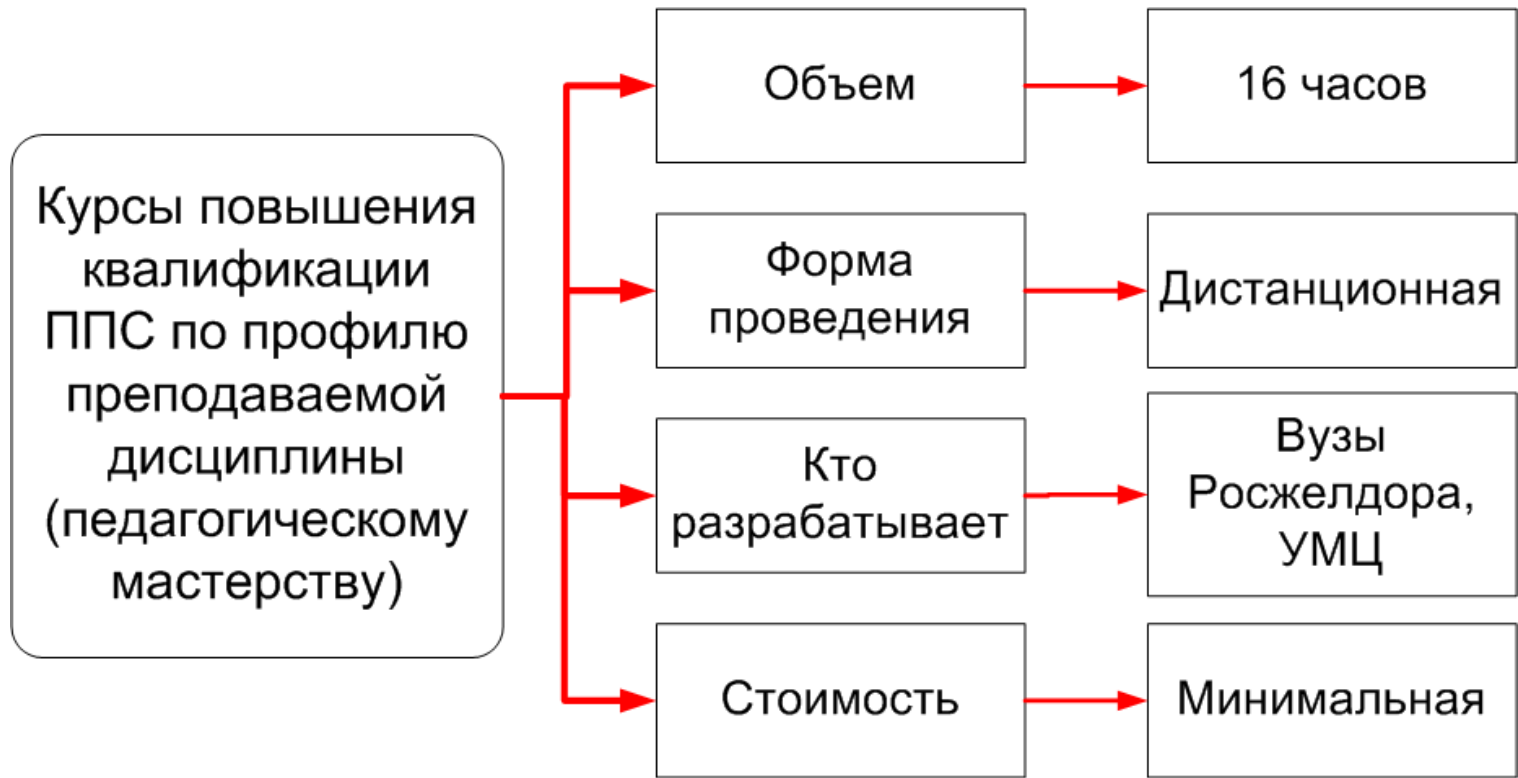 Курсы повышения
квалификации
ППС по профилю
преподаваемой
дисциплины
(педагогическому
мастерству)
Объем
16 часов
Форма
проведения
Дистанционная
Кто
разрабатывает
Вузы
Росжелдора,
УМЦ
Стоимость
Минимальная